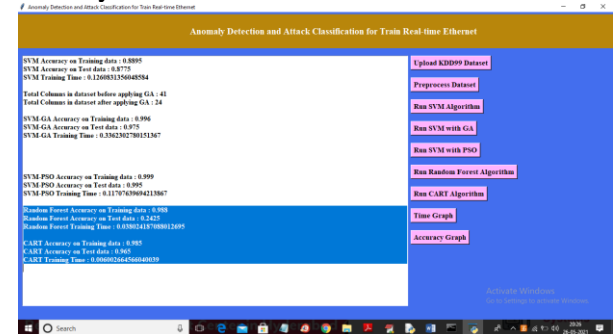 Anomaly Detection and Attack Classification for Train Real-time Ethernet
Anomaly Detection and Attack Classification for Train Real-time Ethernet
SVM Accuracy on Training data : 0.8895
SVM Accuracy on Test data : 0.8775
SVM Training Time : 0.1260831356048584
Total Columns in dataset before applying GA : 41
Total Columns in dataset after applying GA : 24
SVM-GA Accuracy on Training data : 0.996
SVM-GA Accuracy on Test data : 0.975
SVM-GA Training Time : 0.3362302780151367
SVM-PSO Accuracy on Training data : 0.999
SVM-PSO Accuracy on Test data : 0.995
SVM-PSO Training Time : 0.11707639694213867
Random Forest Accuracy on Training data : 0.988
Random Forest Accuracy on Test data : 0.2425
Random Forest Training Time : 0.038024187088012695
CART Accuracy on Training data : 0.985
CART Accuracy on Test data : 0.965
CART Training Time : 0.006002664566040039
Upload KDD99 Dataset
Preprocess Dataset
Run SVM Algorithm
Run SVM with GA
Run SVM with PSO
Run Random Forest Algorithm
Run CART Algorithm
Time Graph
Accuracy Graph
Activate Windows
Go to Settings to activate Windows.
Search
20:26
26-05-2021